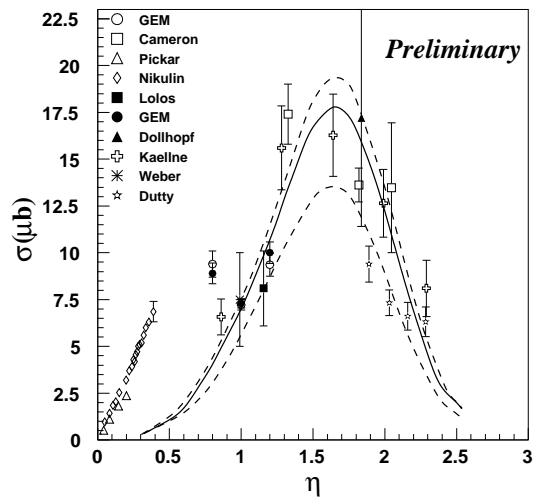 22.5
20
17.5
15
12.5
10
7.5
5
2.5
0
σ(μb)
GEM
Cameron
Pickar
Nikulin
Lolos
GEM
Dollhopf
Kaellne
Weber
Dutty
Preliminary
0 0.5 1 1.5 2 2.5 3
η